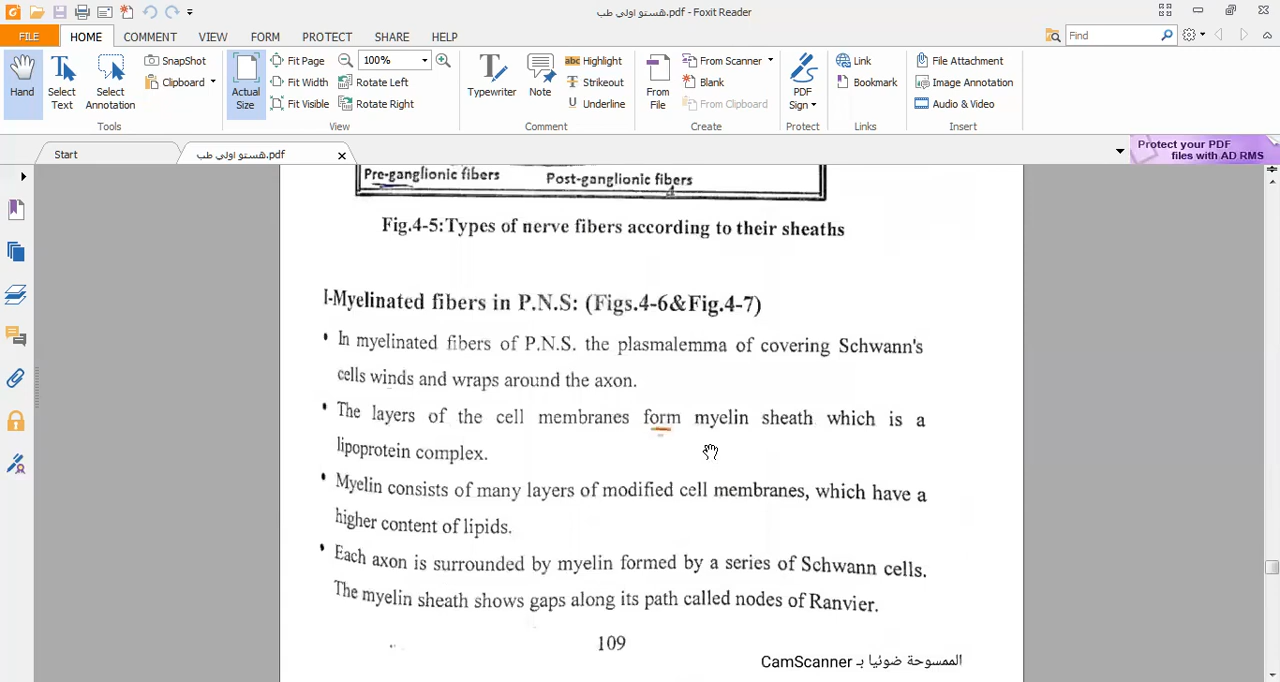 هستو اولي طب.pdf - Foxit Reader
FILE HOME COMMENT VIEW FORM PROTECT SHARE HELP
Find
Hand
Select Text
Select Annotation
SnapShot
Clipboard
Tools
Actual Size
Fit Page
Fit Width
Fit Visible
100%
Rotate Left
Rotate Right
View
Typewriter
Note
Highlight
Strikeout
Underline
Comment
From File
From Scanner
Blank
From Clipboard
Create
PDF Sign
Protect
Link
Bookmark
Links
File Attachment
Image Annotation
Audio & Video
Insert
Start
هستو اولي طب.pdf
Protect your PDF
files with AD RMS
Pre-ganglionic fibers Post-ganglionic fibers
Fig.4-5:Types of nerve fibers according to their sheaths
I-Myelinated fibers in P.N.S: (Figs.4-6&Fig.4-7)
• In myelinated fibers of P.N.S. the plasmalemma of covering Schwann's
cells winds and wraps around the axon.
• The layers of the cell membranes form myelin sheath which is a
lipoprotein complex.
• Myelin consists of many layers of modified cell membranes, which have a
higher content of lipids.
• Each axon is surrounded by myelin formed by a series of Schwann cells.
The myelin sheath shows gaps along its path called nodes of Ranvier.
109
الممسوحة ضوئيا بـ CamScanner